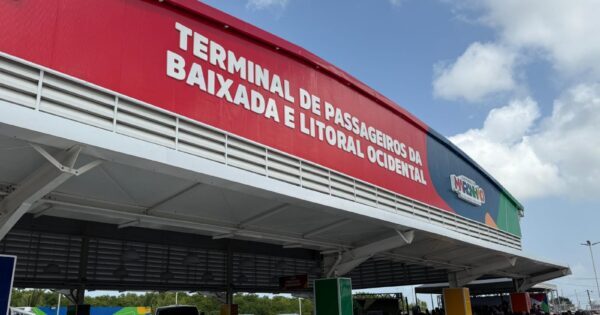 TERMINAL DE PASSAGEIROS DA
BAIXADA E LITORAL OCIDENTAL